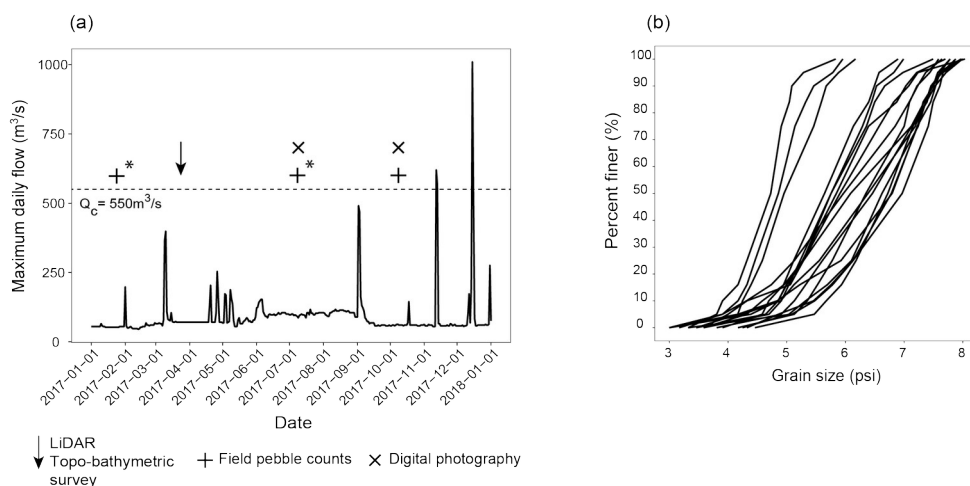 (a)
(b)
Maximum daily flow (m³/s)
1000
750
500
250
0
*
*
Q꜀= 550m³/s
2017-01-01
2017-02-01
2017-03-01
2017-04-01
2017-05-01
2017-06-01
2017-07-01
2017-08-01
2017-09-01
2017-10-01
2017-11-01
2017-12-01
2018-01-01
Date
LiDAR
Topo-bathymetric
survey
Field pebble counts
Digital photography
Percent finer (%)
100
90
80
70
60
50
40
30
20
10
0
3 4 5 6 7 8
Grain size (psi)